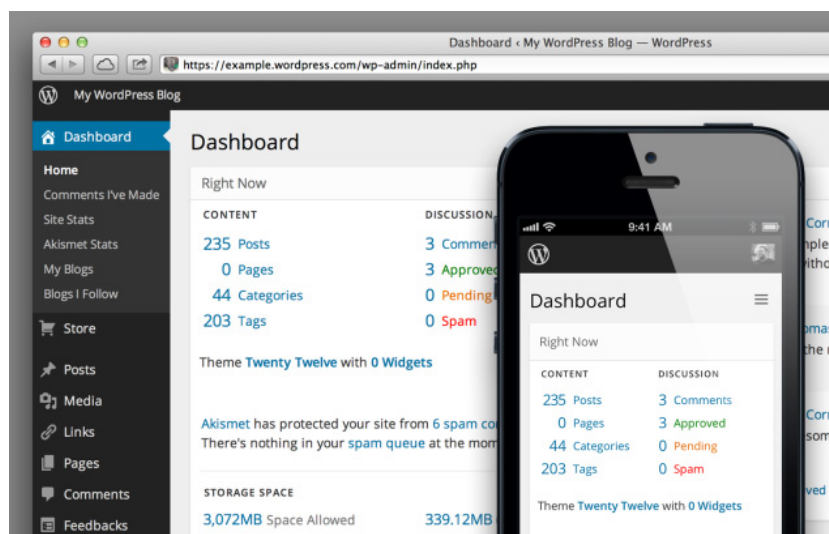 Dashboard ‹ My WordPress Blog — WordPress
https://example.wordpress.com/wp-admin/index.php
My WordPress Blog
Dashboard
Home
Comments I've Made
Site Stats
Akismet Stats
My Blogs
Blogs I Follow
Store
Posts
Media
Links
Pages
Comments
Feedbacks
Dashboard
Right Now
CONTENT
DISCUSSION
235 Posts
3 Commen
0 Pages
3 Approved
44 Categories
0 Pending
203 Tags
0 Spam
Theme Twenty Twelve with 0 Widgets
Akismet has protected your site from 6 spam co
There's nothing in your spam queue at the mom
STORAGE SPACE
3,072MB Space Allowed
339.12MB
9:41 AM
Dashboard
Right Now
CONTENT
DISCUSSION
235 Posts
3 Comments
0 Pages
3 Approved
44 Categories
0 Pending
203 Tags
0 Spam
Theme Twenty Twelve with 0 Widgets